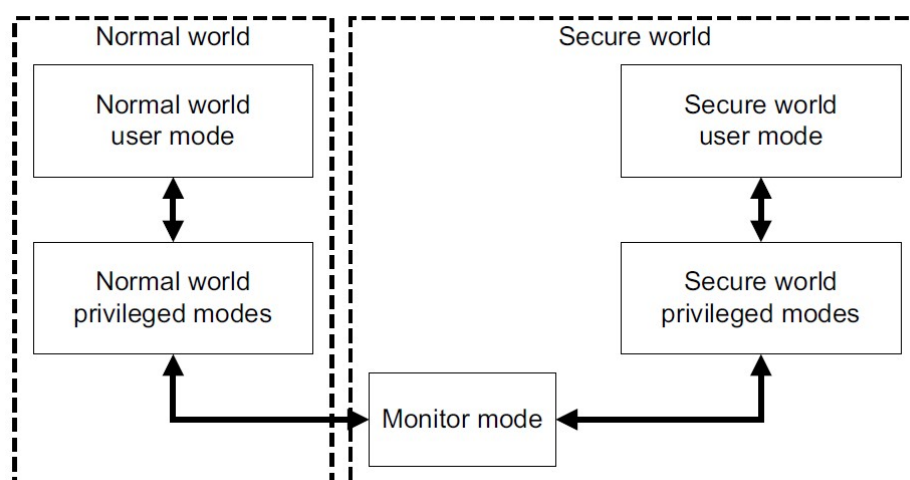 Normal world
Secure world
Normal world
user mode
Secure world
user mode
Normal world
privileged modes
Secure world
privileged modes
Monitor mode